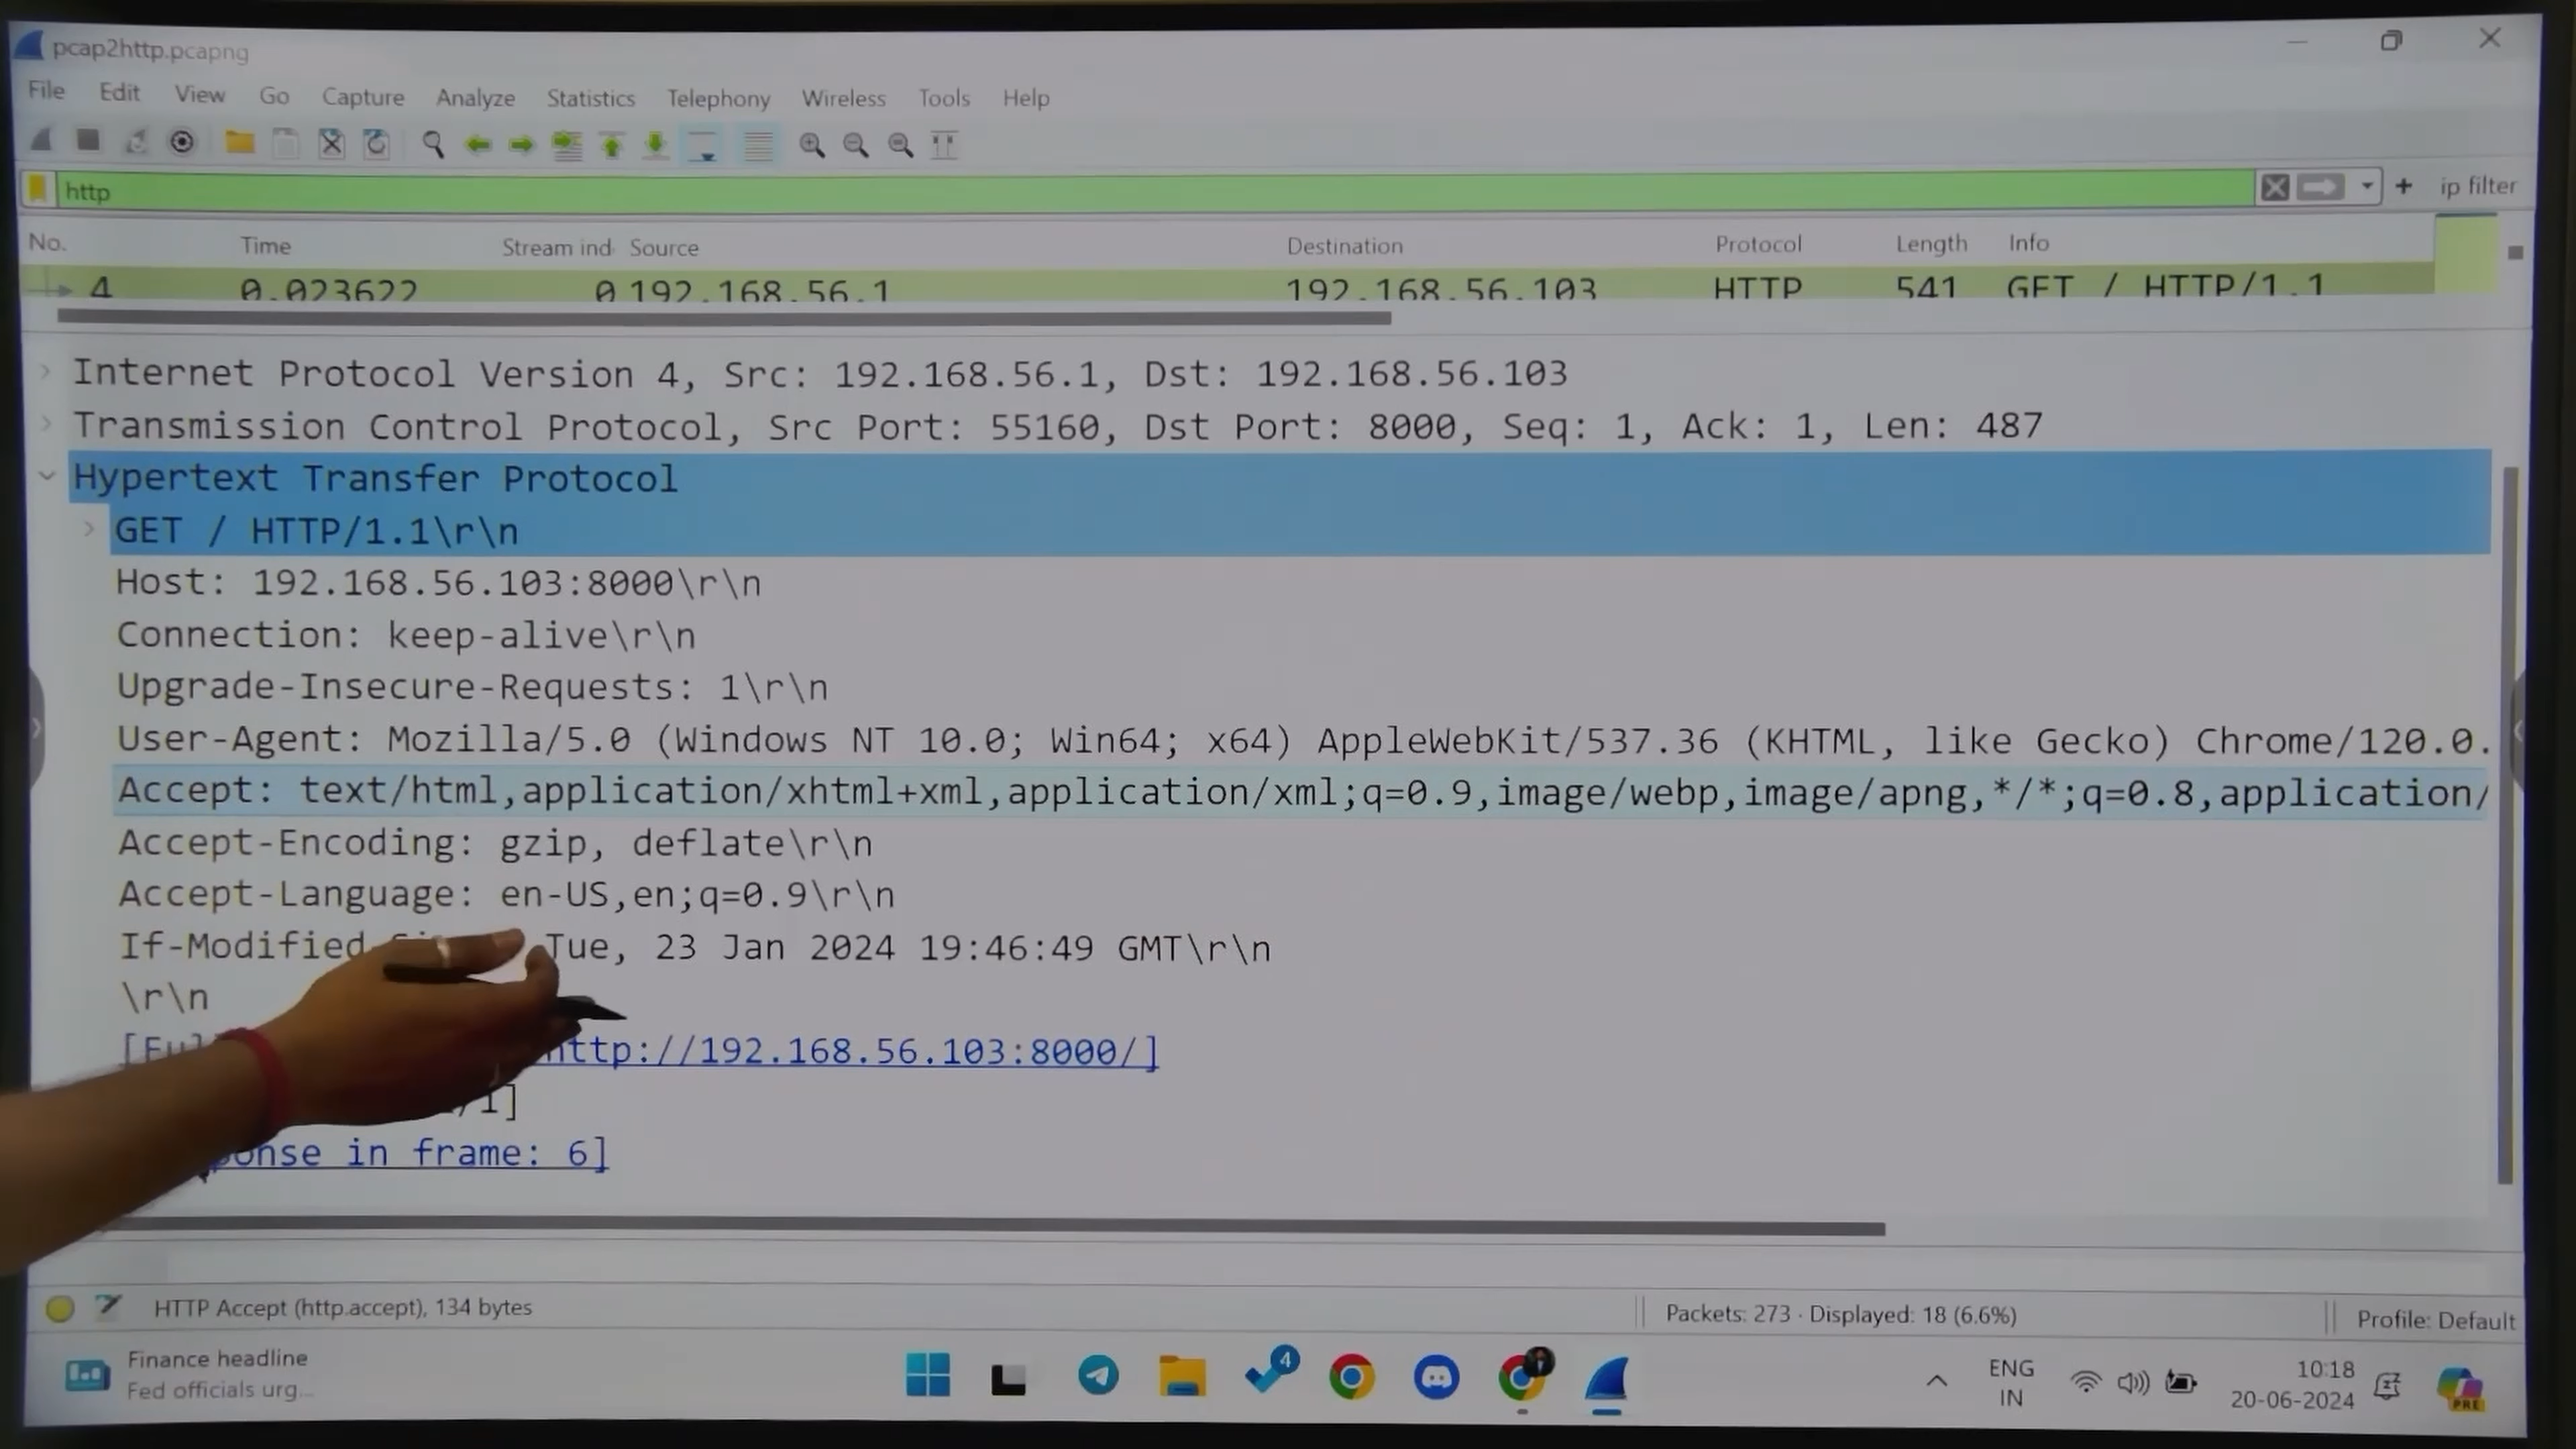 pcap2http.pcapng
File Edit View Go Capture Analyze Statistics Telephony Wireless Tools Help
http ip filter
No. Time Stream ind Source Destination Protocol Length Info
4 0.023622 0 192.168.56.1 192.168.56.103 HTTP 541 GET / HTTP/1.1
Internet Protocol Version 4, Src: 192.168.56.1, Dst: 192.168.56.103
Transmission Control Protocol, Src Port: 55160, Dst Port: 8000, Seq: 1, Ack: 1, Len: 487
Hypertext Transfer Protocol
GET / HTTP/1.1\r\n
Host: 192.168.56.103:8000\r\n
Connection: keep-alive\r\n
Upgrade-Insecure-Requests: 1\r\n
User-Agent: Mozilla/5.0 (Windows NT 10.0; Win64; x64) AppleWebKit/537.36 (KHTML, like Gecko) Chrome/120.0.
Accept: text/html,application/xhtml+xml,application/xml;q=0.9,image/webp,image/apng,*/*;q=0.8,application/
Accept-Encoding: gzip, deflate\r\n
Accept-Language: en-US,en;q=0.9\r\n
If-Modified Tue, 23 Jan 2024 19:46:49 GMT\r\n
\r\n
[Ful ttp://192.168.56.103:8000/]
/1]
onse in frame: 6]
HTTP Accept (http.accept), 134 bytes
Packets: 273 · Displayed: 18 (6.6%)
Profile: Default
Finance headline
Fed officials urg...
4
ENG
IN
10:18
20-06-2024
PRE